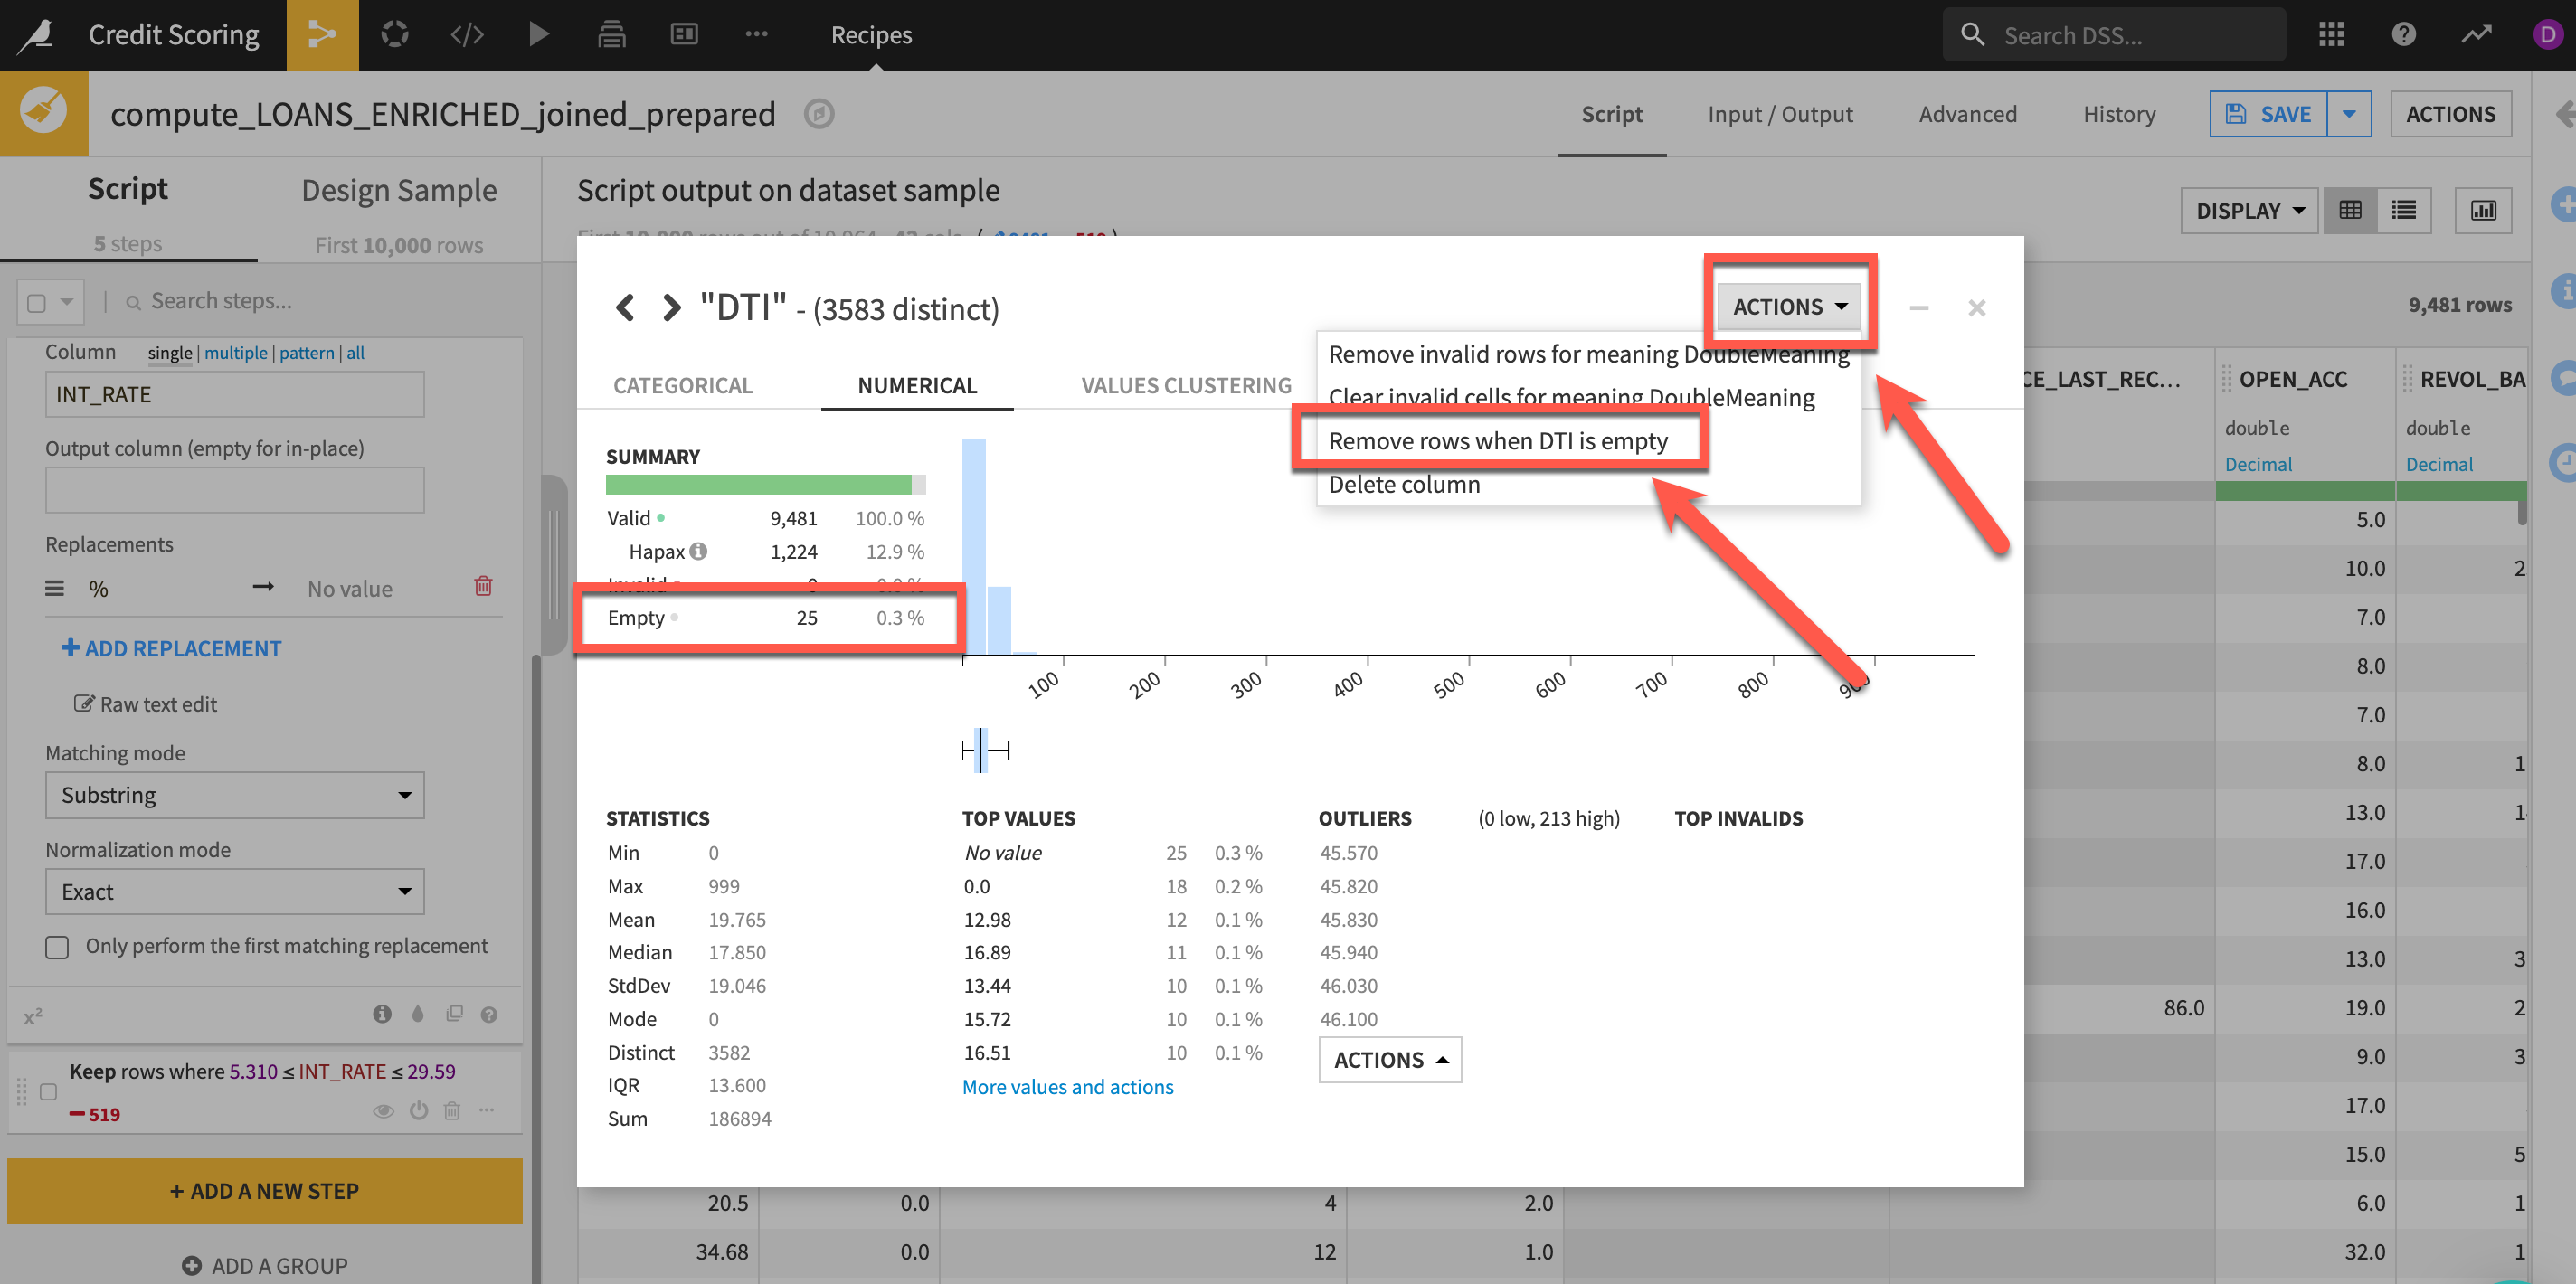 Credit Scoring
Recipes
Search DSS...
D
compute_LOANS_ENRICHED_joined_prepared
Script
Input / Output
Advanced
History
SAVE
ACTIONS
Script
Design Sample
5 steps
First 10,000 rows
Script output on dataset sample
DISPLAY
9,481 rows
Search steps...
Column single | multiple | pattern | all
INT_RATE
Output column (empty for in-place)
Replacements
% → No value
+ ADD REPLACEMENT
Raw text edit
Matching mode
Substring
Normalization mode
Exact
Only perform the first matching replacement
x²
Keep rows where 5.310 ≤ INT_RATE ≤ 29.59
519
+ ADD A NEW STEP
ADD A GROUP
"DTI" - (3583 distinct)
ACTIONS
Remove invalid rows for meaning DoubleMeaning
Clear invalid cells for meaning DoubleMeaning
Remove rows when DTI is empty
Delete column
CATEGORICAL
NUMERICAL
VALUES CLUSTERING
SUMMARY
Valid 9,481 100.0 %
Hapax 1,224 12.9 %
Invalid 0 0.0 %
Empty 25 0.3 %
100 200 300 400 500 600 700 800 900
STATISTICS
Min 0
Max 999
Mean 19.765
Median 17.850
StdDev 19.046
Mode 0
Distinct 3582
IQR 13.600
Sum 186894
TOP VALUES
No value 25 0.3 %
0.0 18 0.2 %
12.98 12 0.1 %
16.89 11 0.1 %
13.44 10 0.1 %
15.72 10 0.1 %
16.51 10 0.1 %
More values and actions
OUTLIERS (0 low, 213 high)
45.570
45.820
45.830
45.940
46.030
46.100
ACTIONS
TOP INVALIDS
CE_LAST_REC... OPEN_ACC REVOL_BA
double double
Decimal Decimal
5.0
10.0 2
7.0
8.0
7.0
8.0 1
13.0 1
17.0
16.0
13.0 3
86.0 19.0 2
9.0 3
17.0
15.0 5
20.5 0.0 4 2.0 6.0 1
34.68 0.0 12 1.0 32.0 1